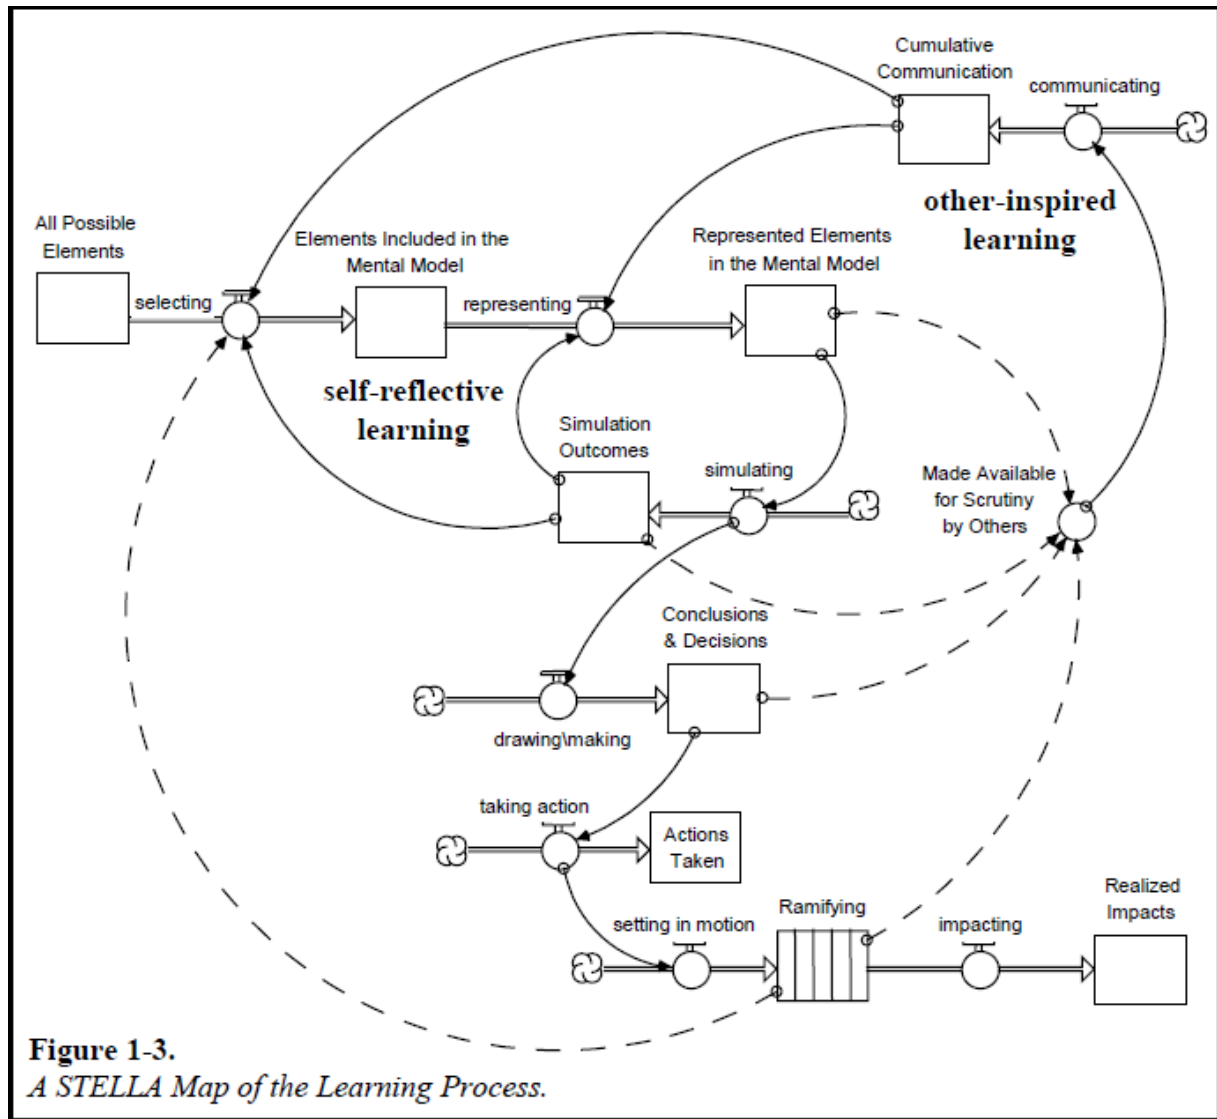 Cumulative
Communication
communicating
other-inspired
learning
All Possible
Elements
selecting
Elements Included in the
Mental Model
representing
Represented Elements
in the Mental Model
self-reflective
learning
Simulation
Outcomes
simulating
Made Available
for Scrutiny
by Others
Conclusions
& Decisions
drawing\making
taking action
Actions
Taken
setting in motion
Ramifying
impacting
Realized
Impacts
Figure 1-3.
A STELLA Map of the Learning Process.